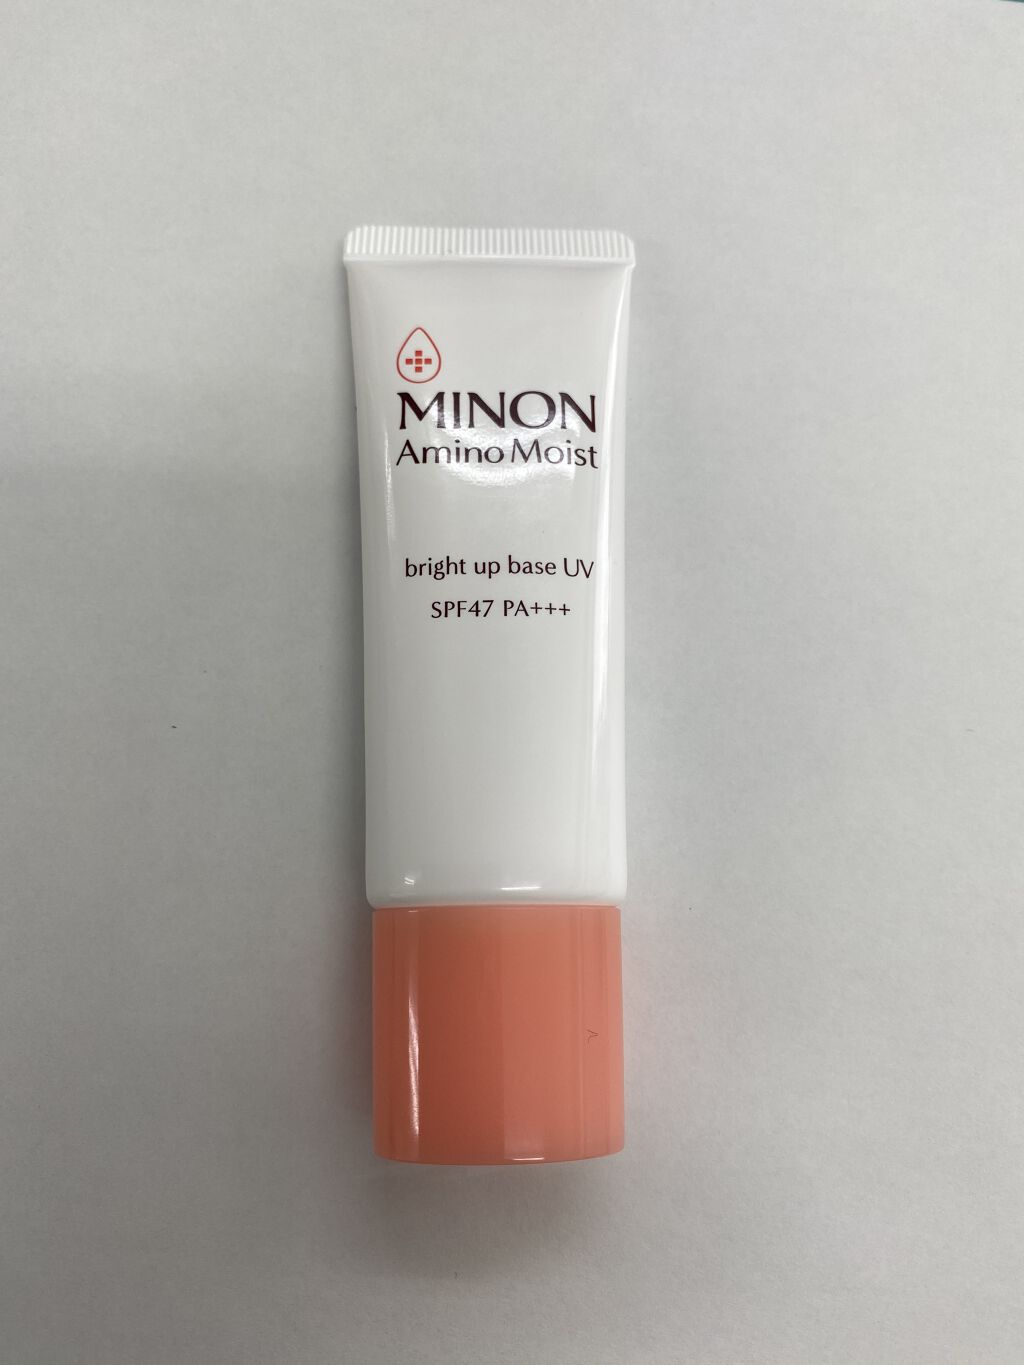 MINON
Amino Moist
bright up base UV
SPF47 PA+++